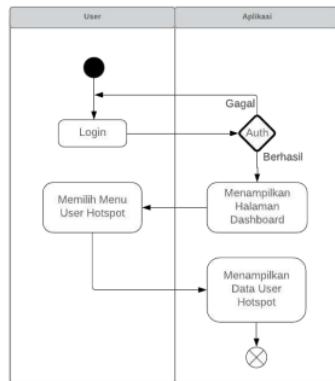 User
Aplikasi
Gagal
Login
Auth
Berhasil
Memilih Menu
User Hotspot
Menampilkan
Halaman
Dashboard
Menampilkan
Data User
Hotspot